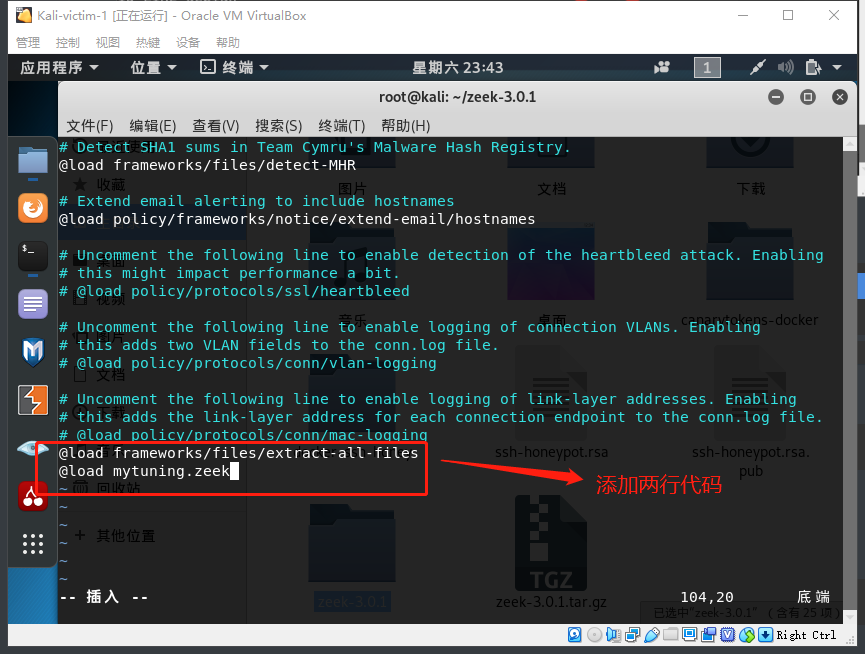 Kali-victim-1 [正在运行] - Oracle VM VirtualBox
管理 控制 视图 热键 设备 帮助
应用程序 位置 终端 星期六 23:43 1
root@kali: ~/zeek-3.0.1
文件(F) 编辑(E) 查看(V) 搜索(S) 终端(T) 帮助(H)
# Detect SHA1 sums in Team Cymru's Malware Hash Registry.
@load frameworks/files/detect-MHR
收藏
图片 文档 下载
# Extend email alerting to include hostnames
@load policy/frameworks/notice/extend-email/hostnames
# Uncomment the following line to enable detection of the heartbleed attack. Enabling
# this might impact performance a bit.
# @load policy/protocols/ssl/heartbleed
视频
音乐 桌面 canarytokens-docker
# Uncomment the following line to enable logging of connection VLANs. Enabling
# this adds two VLAN fields to the conn.log file.
# @load policy/protocols/conn/vlan-logging
文档
# Uncomment the following line to enable logging of link-layer addresses. Enabling
# this adds the link-layer address for each connection endpoint to the conn.log file.
# @load policy/protocols/conn/mac-logging
@load frameworks/files/extract-all-files
ssh-honeypot.rsa ssh-honeypot.rsa.
pub
@load mytuning.zeek
添加两行代码
回收站
~
~
~
+ 其他位置
~
~
~
TGZ
-- 插入 -- 104,20 底端
zeek-3.0.1 zeek-3.0.1.tar.gz
已选中"zeek-3.0.1" (含有 25 项)
Right Ctrl